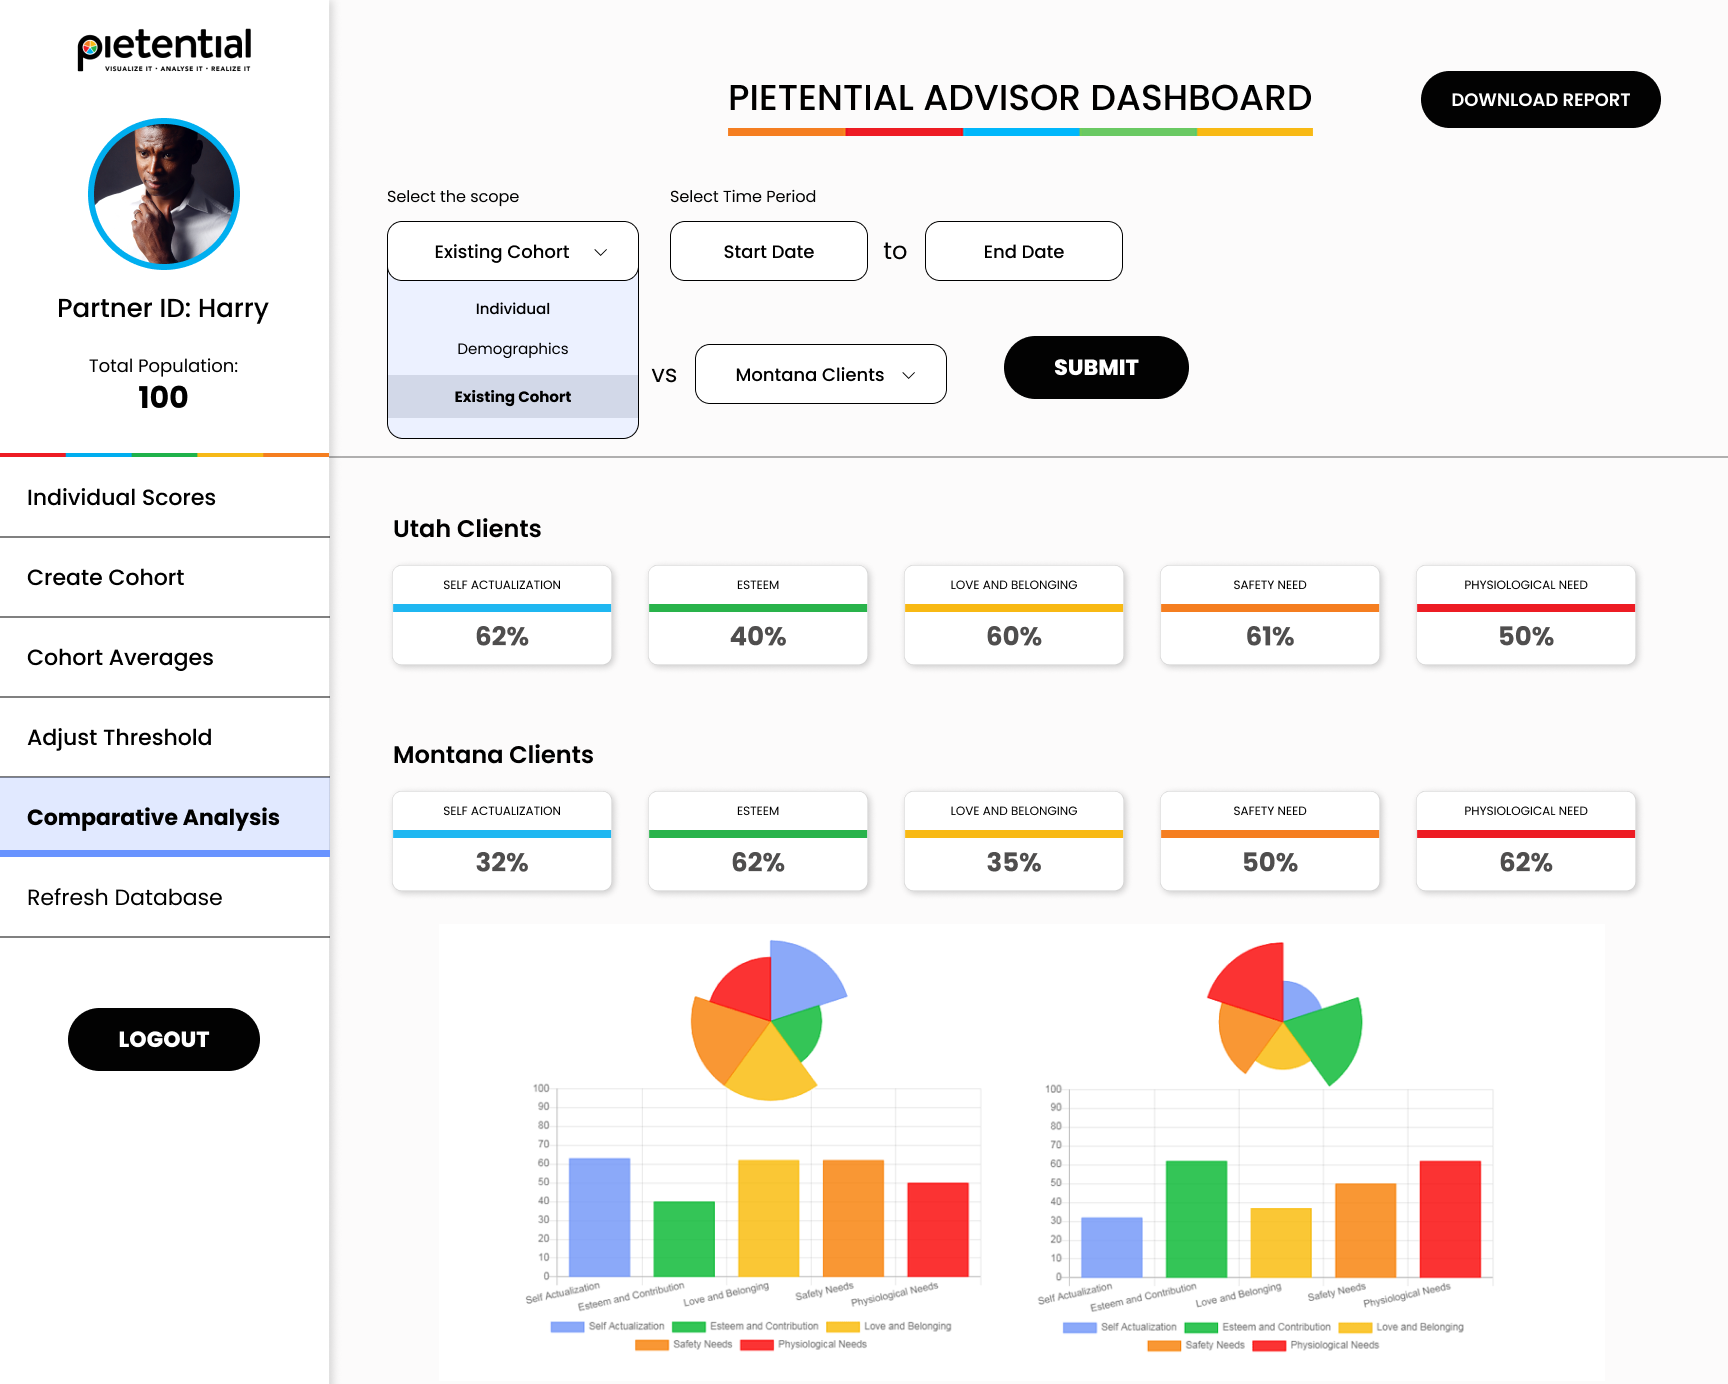 pietential
VISUALIZE IT • ANALYSE IT • REALIZE IT
Partner ID: Harry
Total Population:
100
Individual Scores
Create Cohort
Cohort Averages
Adjust Threshold
Comparative Analysis
Refresh Database
LOGOUT
PIETENTIAL ADVISOR DASHBOARD
DOWNLOAD REPORT
Select the scope
Select Time Period
Existing Cohort
Start Date
to
End Date
Individual
Demographics
Existing Cohort
vs
Montana Clients
SUBMIT
Utah Clients
SELF ACTUALIZATION
62%
ESTEEM
40%
LOVE AND BELONGING
60%
SAFETY NEED
61%
PHYSIOLOGICAL NEED
50%
Montana Clients
SELF ACTUALIZATION
32%
ESTEEM
62%
LOVE AND BELONGING
35%
SAFETY NEED
50%
PHYSIOLOGICAL NEED
62%
100
90
80
70
60
50
40
30
20
10
0
Self Actualization
Esteem and Contribution
Love and Belonging
Safety Needs
Physiological Needs
Self Actualization Esteem and Contribution Love and Belonging
Safety Needs Physiological Needs
100
90
80
70
60
50
40
30
20
10
0
Self Actualization
Esteem and Contribution
Love and Belonging
Safety Needs
Physiological Needs
Self Actualization Esteem and Contribution Love and Belonging
Safety Needs Physiological Needs